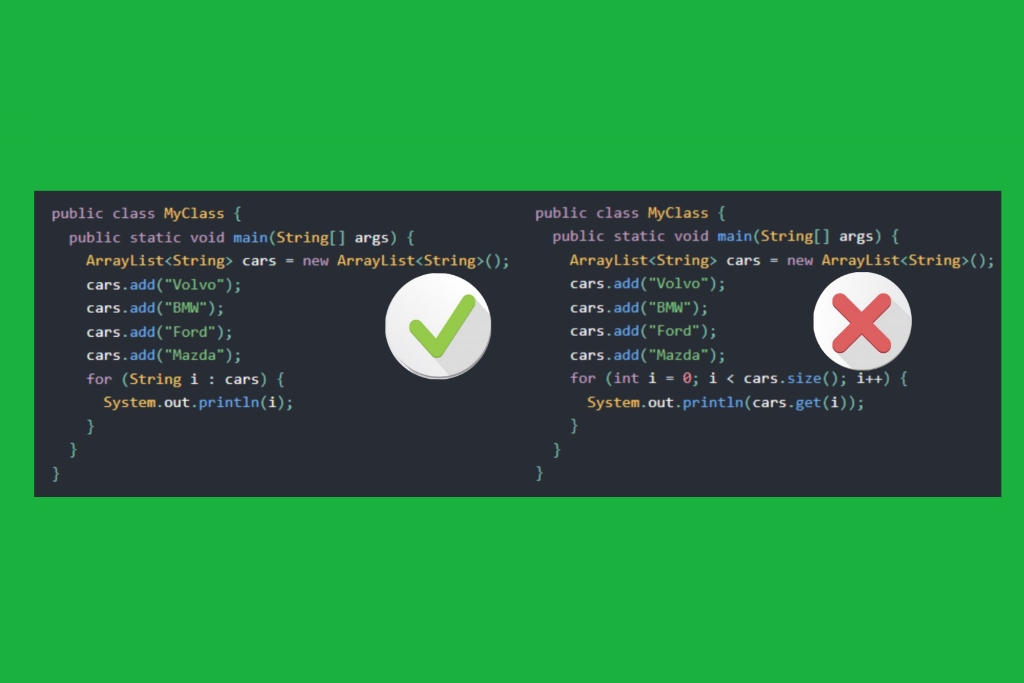 public class MyClass {
public static void main(String[] args) {
ArrayList<String> cars = new ArrayList<String>();
cars.add("Volvo");
cars.add("BMW");
cars.add("Ford");
cars.add("Mazda");
for (String i : cars) {
System.out.println(i);
}
}
}
public class MyClass {
public static void main(String[] args) {
ArrayList<String> cars = new ArrayList<String>();
cars.add("Volvo");
cars.add("BMW");
cars.add("Ford");
cars.add("Mazda");
for (int i = 0; i < cars.size(); i++) {
System.out.println(cars.get(i));
}
}
}